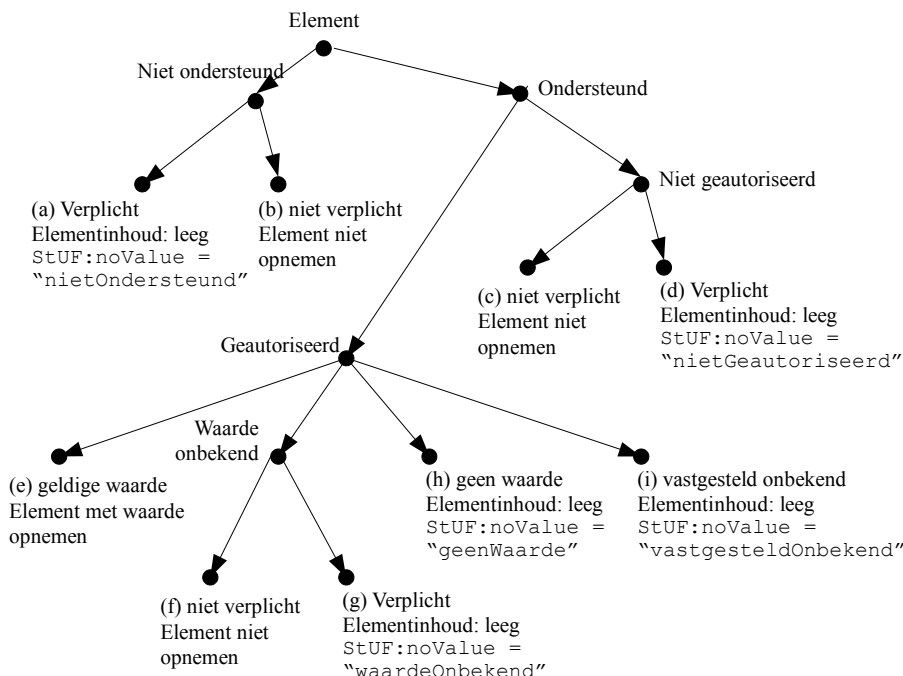 Element
Niet ondersteund
Ondersteund
Niet geautoriseerd
(a) Verplicht
Elementinhoud: leeg
StUF:noValue =
“nietOndersteund”
(b) niet verplicht
Element niet
opnemen
(c) niet verplicht
Element niet
opnemen
(d) Verplicht
Elementinhoud: leeg
StUF:noValue =
“nietGeautoriseerd”
Geautoriseerd
Waarde
onbekend
(e) geldige waarde
Element met waarde
opnemen
(h) geen waarde
Elementinhoud: leeg
StUF:noValue =
“geenWaarde”
(i) vastgesteld onbekend
Elementinhoud: leeg
StUF:noValue =
“vastgesteldOnbekend”
(f) niet verplicht
Element niet
opnemen
(g) Verplicht
Elementinhoud: leeg
StUF:noValue =
“waardeOnbekend”